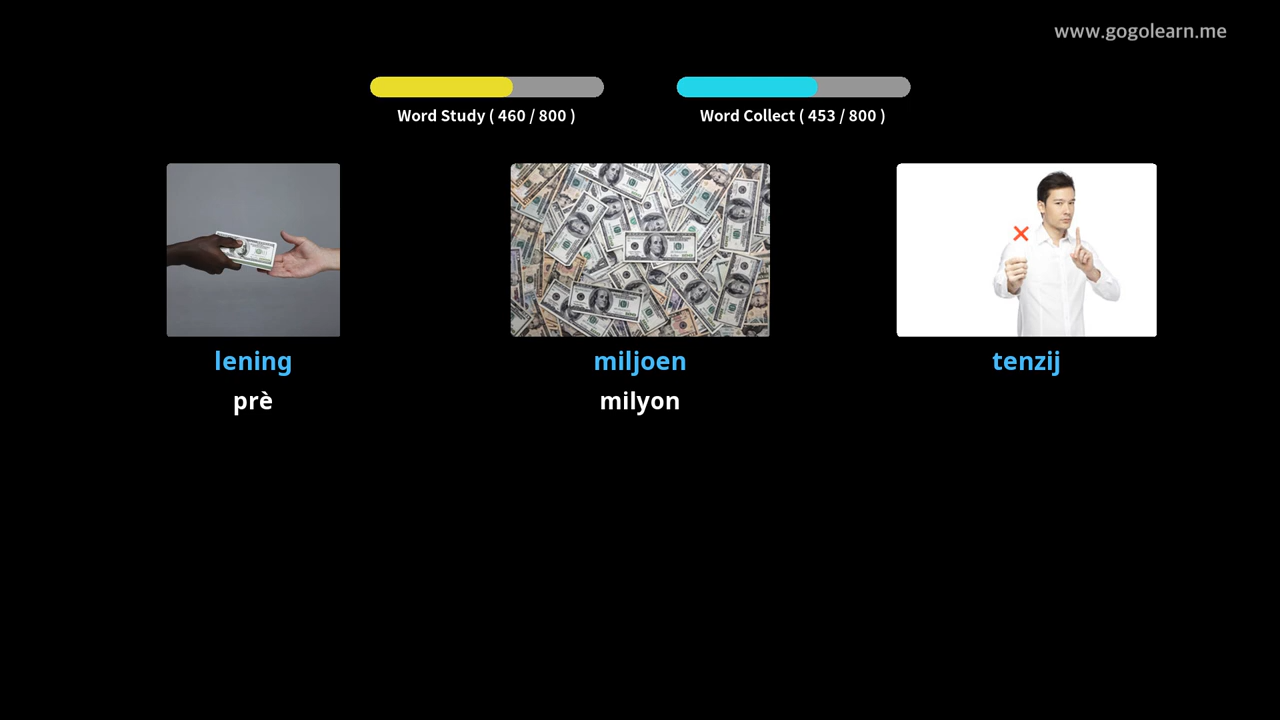 www.gogolearn.me
Word Study ( 460 / 800 )
Word Collect ( 453 / 800 )
lening
miljoen
tenzij
prè
milyon